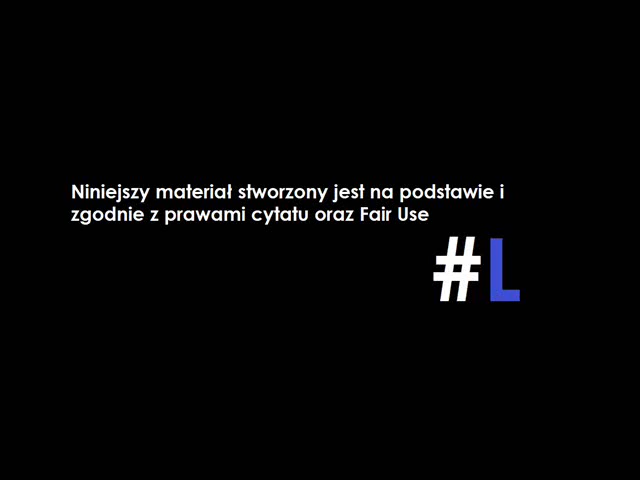 Niniejszy materiał stworzony jest na podstawie i
zgodnie z prawami cytatu oraz Fair Use
#L